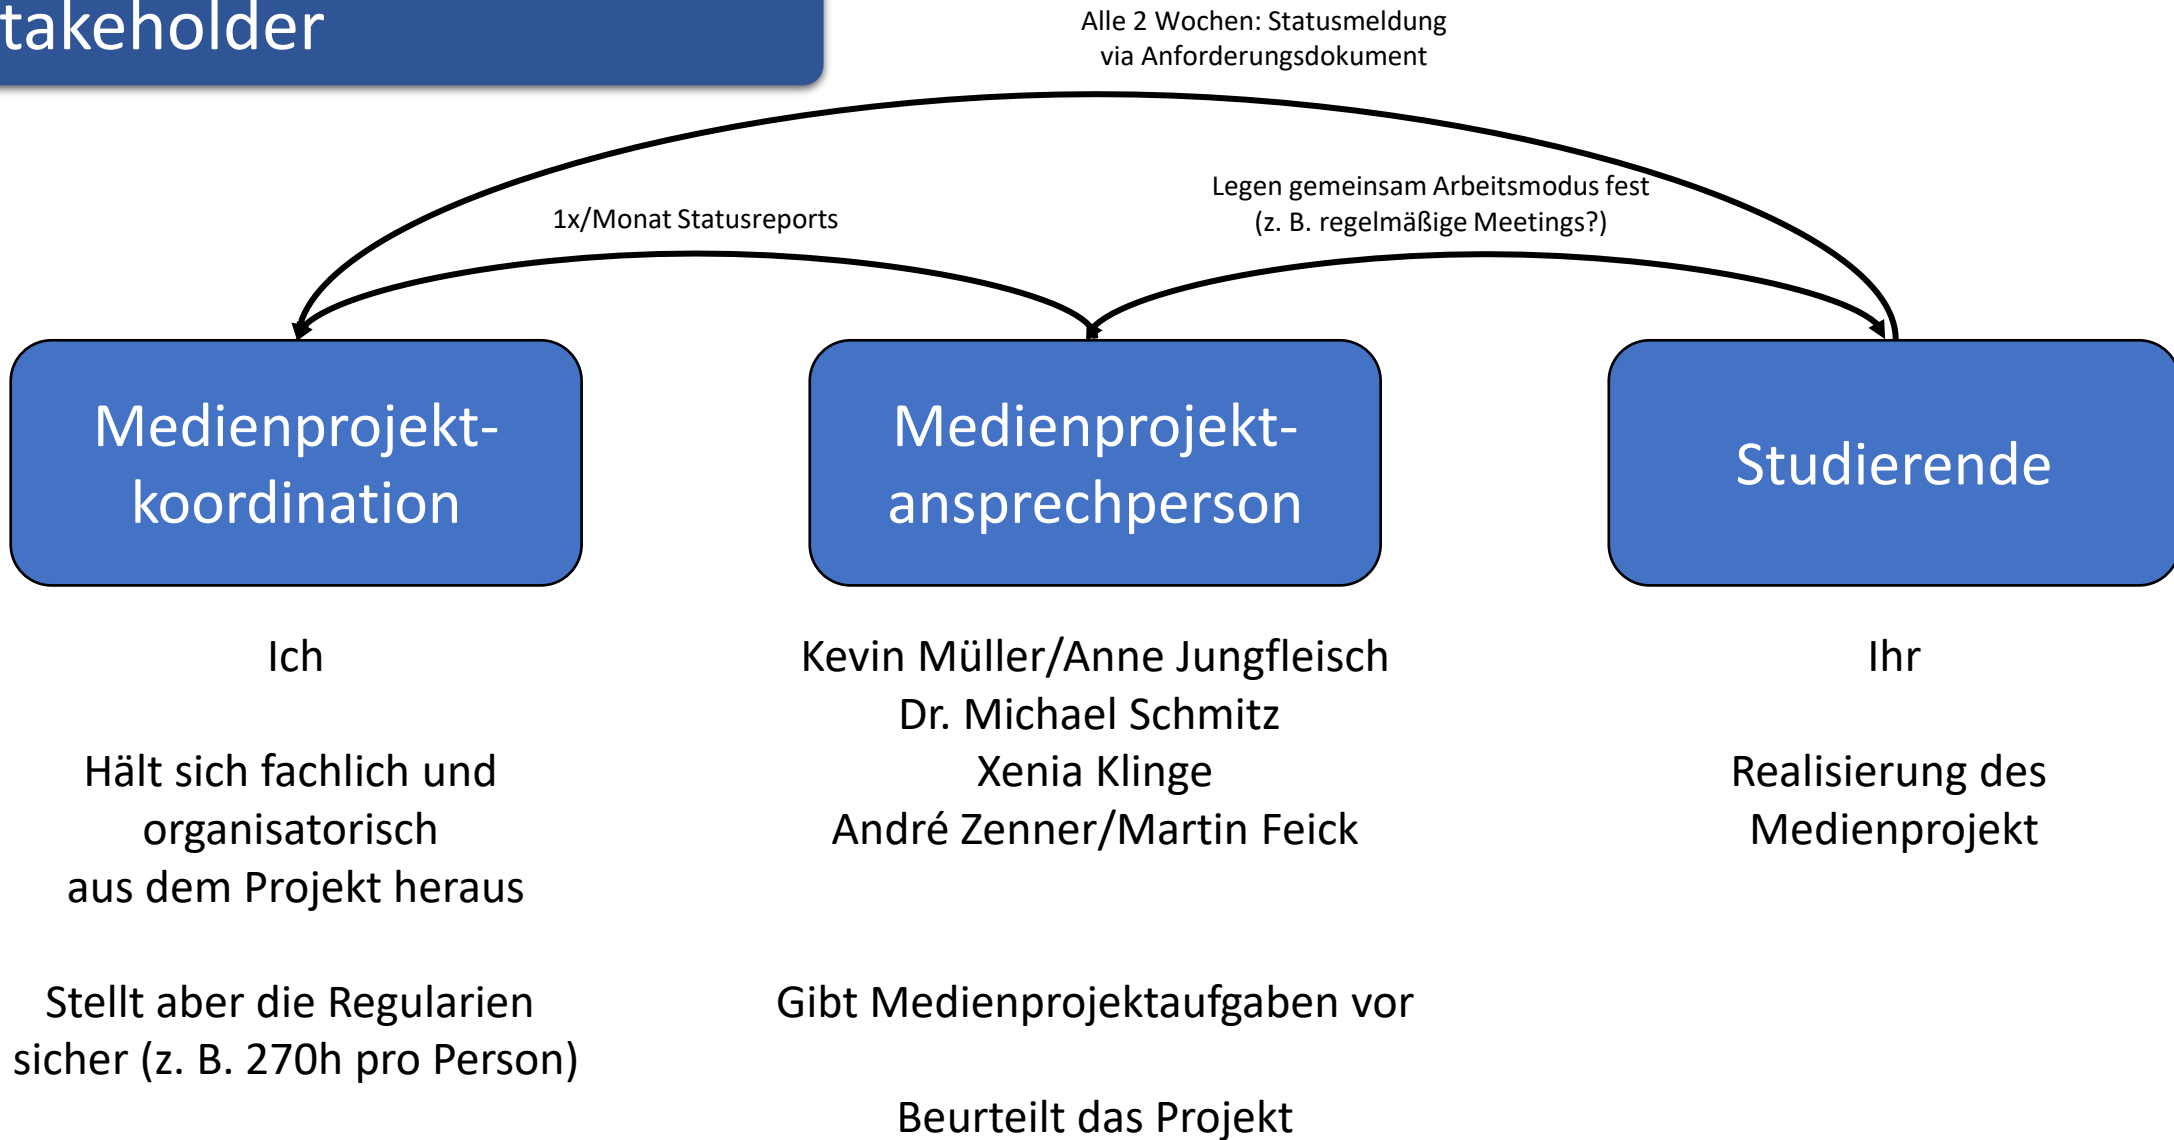 takeholder
Alle 2 Wochen: Statusmeldung
via Anforderungsdokument
1x/Monat Statusreports
Legen gemeinsam Arbeitsmodus fest
(z. B. regelmäßige Meetings?)
Medienprojekt-
koordination
Medienprojekt-
ansprechperson
Studierende
Ich
Hält sich fachlich und
organisatorisch
aus dem Projekt heraus
Stellt aber die Regularien
sicher (z. B. 270h pro Person)
Kevin Müller/Anne Jungfleisch
Dr. Michael Schmitz
Xenia Klinge
André Zenner/Martin Feick
Gibt Medienprojektaufgaben vor
Beurteilt das Projekt
Ihr
Realisierung des
Medienprojekt